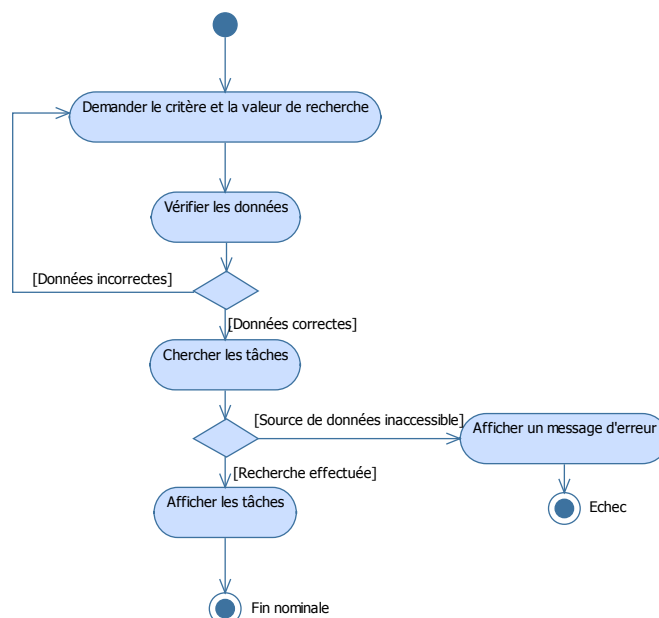 Demander le critère et la valeur de recherche
Vérifier les données
[Données incorrectes]
[Données correctes]
Chercher les tâches
[Source de données inaccessible]
Afficher un message d'erreur
[Recherche effectuée]
Afficher les tâches
Echec
Fin nominale